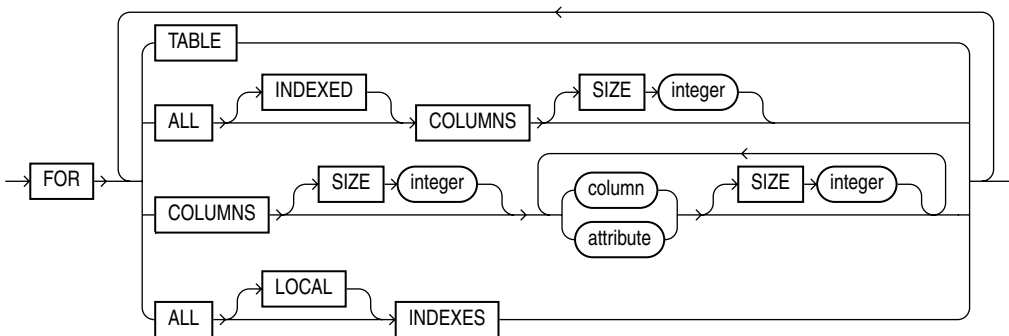 TABLE
INDEXED SIZE integer
ALL COLUMNS
FOR SIZE integer column SIZE integer
COLUMNS attribute
LOCAL
ALL INDEXES